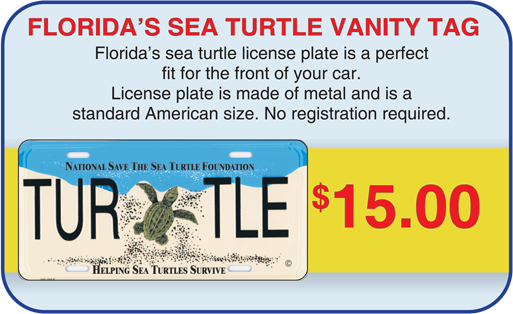 FLORIDA'S SEA TURTLE VANITY TAG
Florida's sea turtle license plate is a perfect
fit for the front of your car.
License plate is made of metal and is a
standard American size. No registration required.
NATIONAL SAVE THE SEA TURTLE FOUNDATION
TUR TLE
HELPING SEA TURTLES SURVIVE
©
$15.00